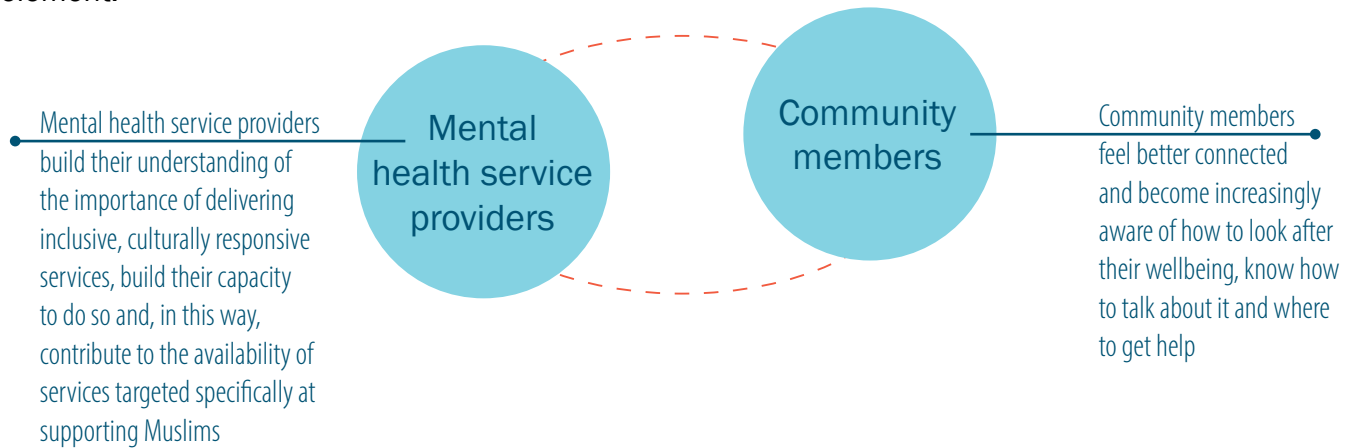 element.
Mental health service providers
build their understanding of
the importance of delivering
inclusive, culturally responsive
services, build their capacity
to do so and, in this way,
contribute to the availability of
services targeted specifically at
supporting Muslims
Mental
health service
providers
Community
members
Community members
feel better connected
and become increasingly
aware of how to look after
their wellbeing, know how
to talk about it and where
to get help